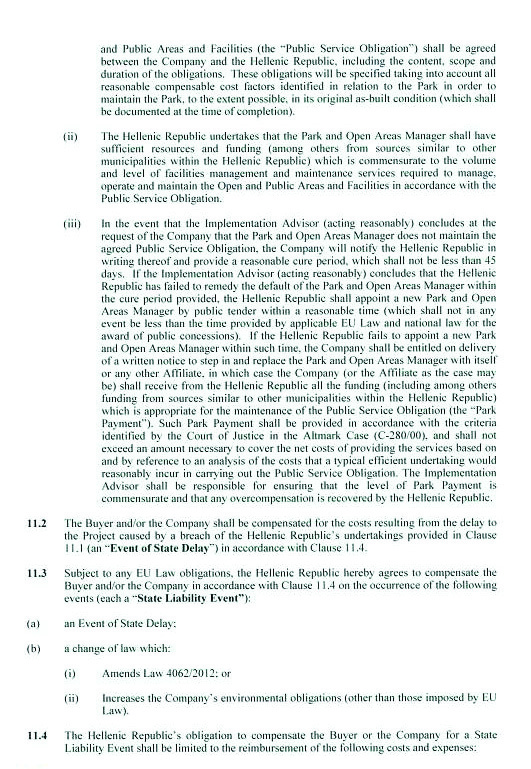 and Public Areas and Facilities (the "Public Service Obligation") shall be agreed
between the Company and the Hellenic Republic, including the content, scope and
duration of the obligations. These obligations will be specified taking into account all
reasonable compensable cost factors identified in relation to the Park in order to
maintain the Park, to the extent possible, in its original as-built condition (which shall
be documented at the time of completion).
(ii) The Hellenic Republic undertakes that the Park and Open Areas Manager shall have
sufficient resources and funding (among others from sources similar to other
municipalities within the Hellenic Republic) which is commensurate to the volume
and level of facilities management and maintenance services required to manage,
operate and maintain the Open and Public Areas and Facilities in accordance with the
Public Service Obligation.
(iii) In the event that the Implementation Advisor (acting reasonably) concludes at the
request of the Company that the Park and Open Areas Manager does not maintain the
agreed Public Service Obligation, the Company will notify the Hellenic Republic in
writing thereof and provide a reasonable cure period, which shall not be less than 45
days. If the Implementation Advisor (acting reasonably) concludes that the Hellenic
Republic has failed to remedy the default of the Park and Open Areas Manager within
the cure period provided, the Hellenic Republic shall appoint a new Park and Open
Areas Manager by public tender within a reasonable time (which shall not in any
event be less than the time provided by applicable EU Law and national law for the
award of public concessions). If the Hellenic Republic fails to appoint a new Park
and Open Areas Manager within such time, the Company shall be entitled on delivery
of a written notice to step in and replace the Park and Open Areas Manager with itself
or any other Affiliate, in which case the Company (or the Affiliate as the case may
be) shall receive from the Hellenic Republic all the funding (including among others
funding from sources similar to other municipalities within the Hellenic Republic)
which is appropriate for the maintenance of the Public Service Obligation (the "Park
Payment"). Such Park Payment shall be provided in accordance with the criteria
identified by the Court of Justice in the Altmark Case (C-280/00), and shall not
exceed an amount necessary to cover the net costs of providing the services based on
and by reference to an analysis of the costs that a typical efficient undertaking would
reasonably incur in carrying out the Public Service Obligation. The Implementation
Advisor shall be responsible for ensuring that the level of Park Payment is
commensurate and that any overcompensation is recovered by the Hellenic Republic.
11.2 The Buyer and/or the Company shall be compensated for the costs resulting from the delay to
the Project caused by a breach of the Hellenic Republic's undertakings provided in Clause
11.1 (an "Event of State Delay") in accordance with Clause 11.4.
11.3 Subject to any EU Law obligations, the Hellenic Republic hereby agrees to compensate the
Buyer and/or the Company in accordance with Clause 11.4 on the occurrence of the following
events (each a "State Liability Event"):
(a) an Event of State Delay;
(b) a change of law which:
(i) Amends Law 4062/2012; or
(ii) Increases the Company's environmental obligations (other than those imposed by EU
Law).
11.4 The Hellenic Republic's obligation to compensate the Buyer or the Company for a State
Liability Event shall be limited to the reimbursement of the following costs and expenses: